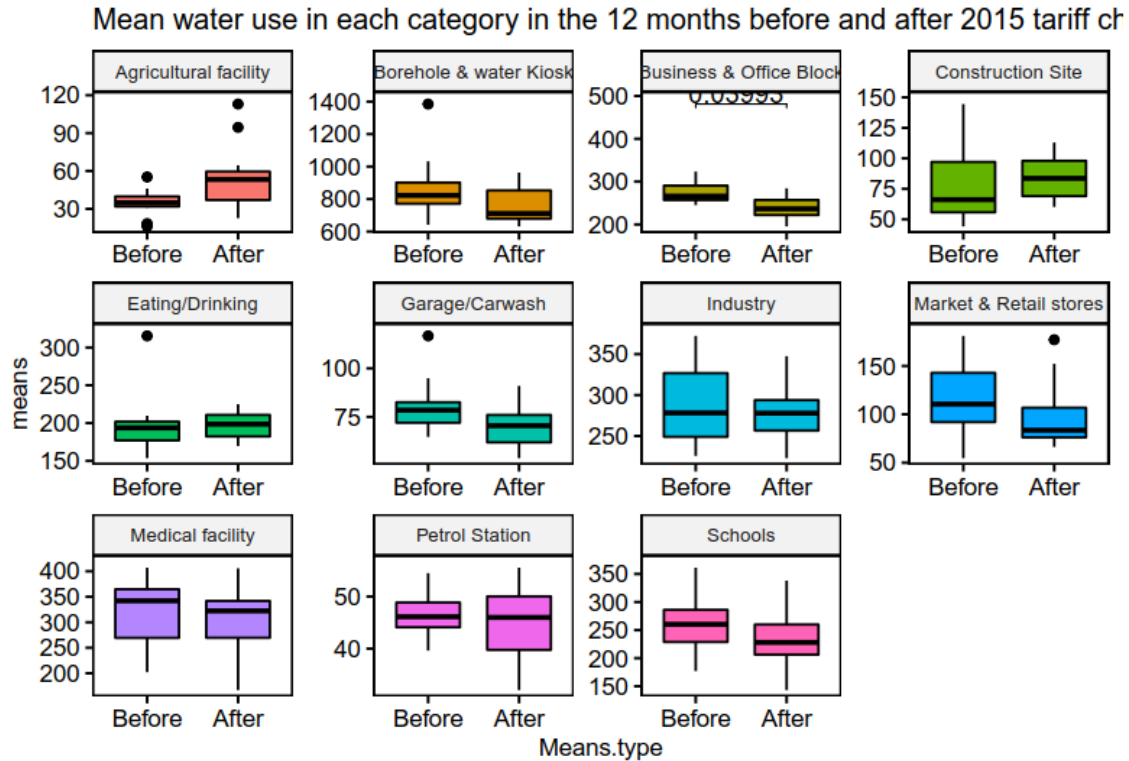 Mean water use in each category in the 12 months before and after 2015 tariff ch
Agricultural facility
Borehole & water Kiosk
Business & Office Block
Construction Site
120
90
60
30
1400
1200
1000
800
600
500
400
300
200
0.03993
150
125
100
75
50
Before After
Before After
Before After
Before After
Eating/Drinking
Garage/Carwash
Industry
Market & Retail stores
means
300
250
200
150
100
75
350
300
250
150
100
50
Before After
Before After
Before After
Before After
Medical facility
Petrol Station
Schools
400
350
300
250
200
50
40
350
300
250
200
150
Before After
Before After
Before After
Means.type